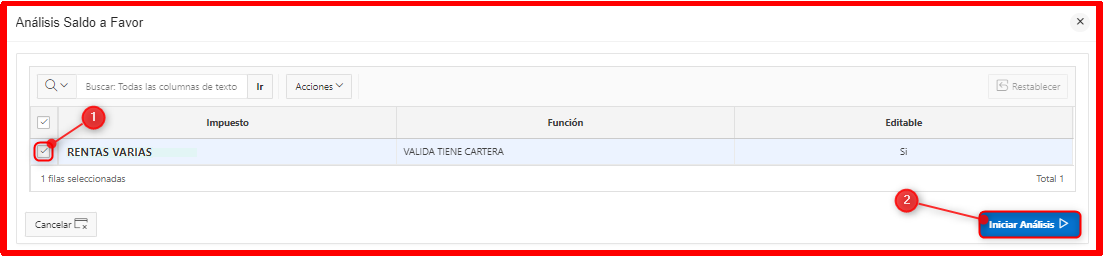 Análisis Saldo a Favor
Buscar: Todas las columnas de texto Ir Acciones Restablecer
1
Impuesto Función Editable
RENTAS VARIAS VALIDA TIENE CARTERA Si
1 filas seleccionadas Total 1
2
Cancelar Iniciar Análisis